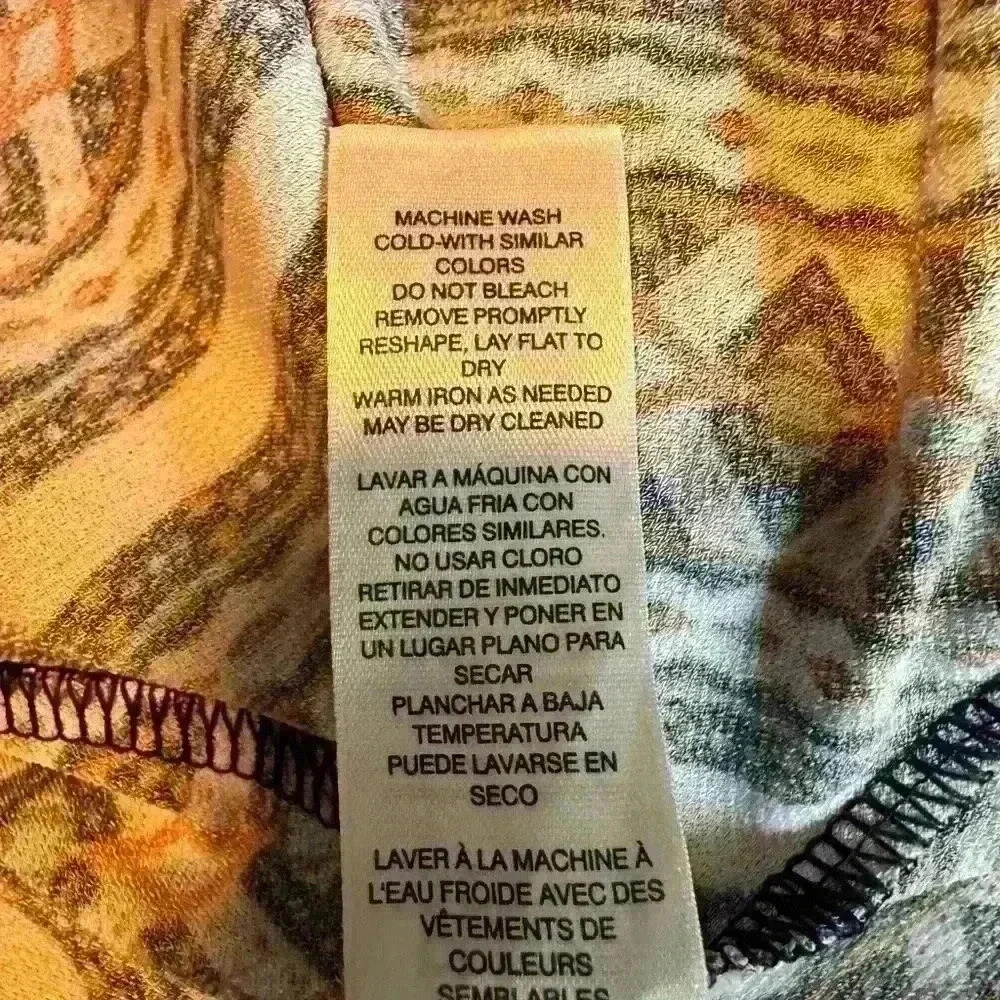 MACHINE WASH
COLD-WITH SIMILAR
COLORS
DO NOT BLEACH
REMOVE PROMPTLY
RESHAPE, LAY FLAT TO
DRY
WARM IRON AS NEEDED
MAY BE DRY CLEANED
LAVAR A MÁQUINA CON
AGUA FRIA CON
COLORES SIMILARES.
NO USAR CLORO
RETIRAR DE INMEDIATO
EXTENDER Y PONER EN
UN LUGAR PLANO PARA
SECAR
PLANCHAR A BAJA
TEMPERATURA
PUEDE LAVARSE EN
SECO
LAVER À LA MACHINE À
L'EAU FROIDE AVEC DES
VÊTEMENTS DE
COULEURS
SEMBLABLES